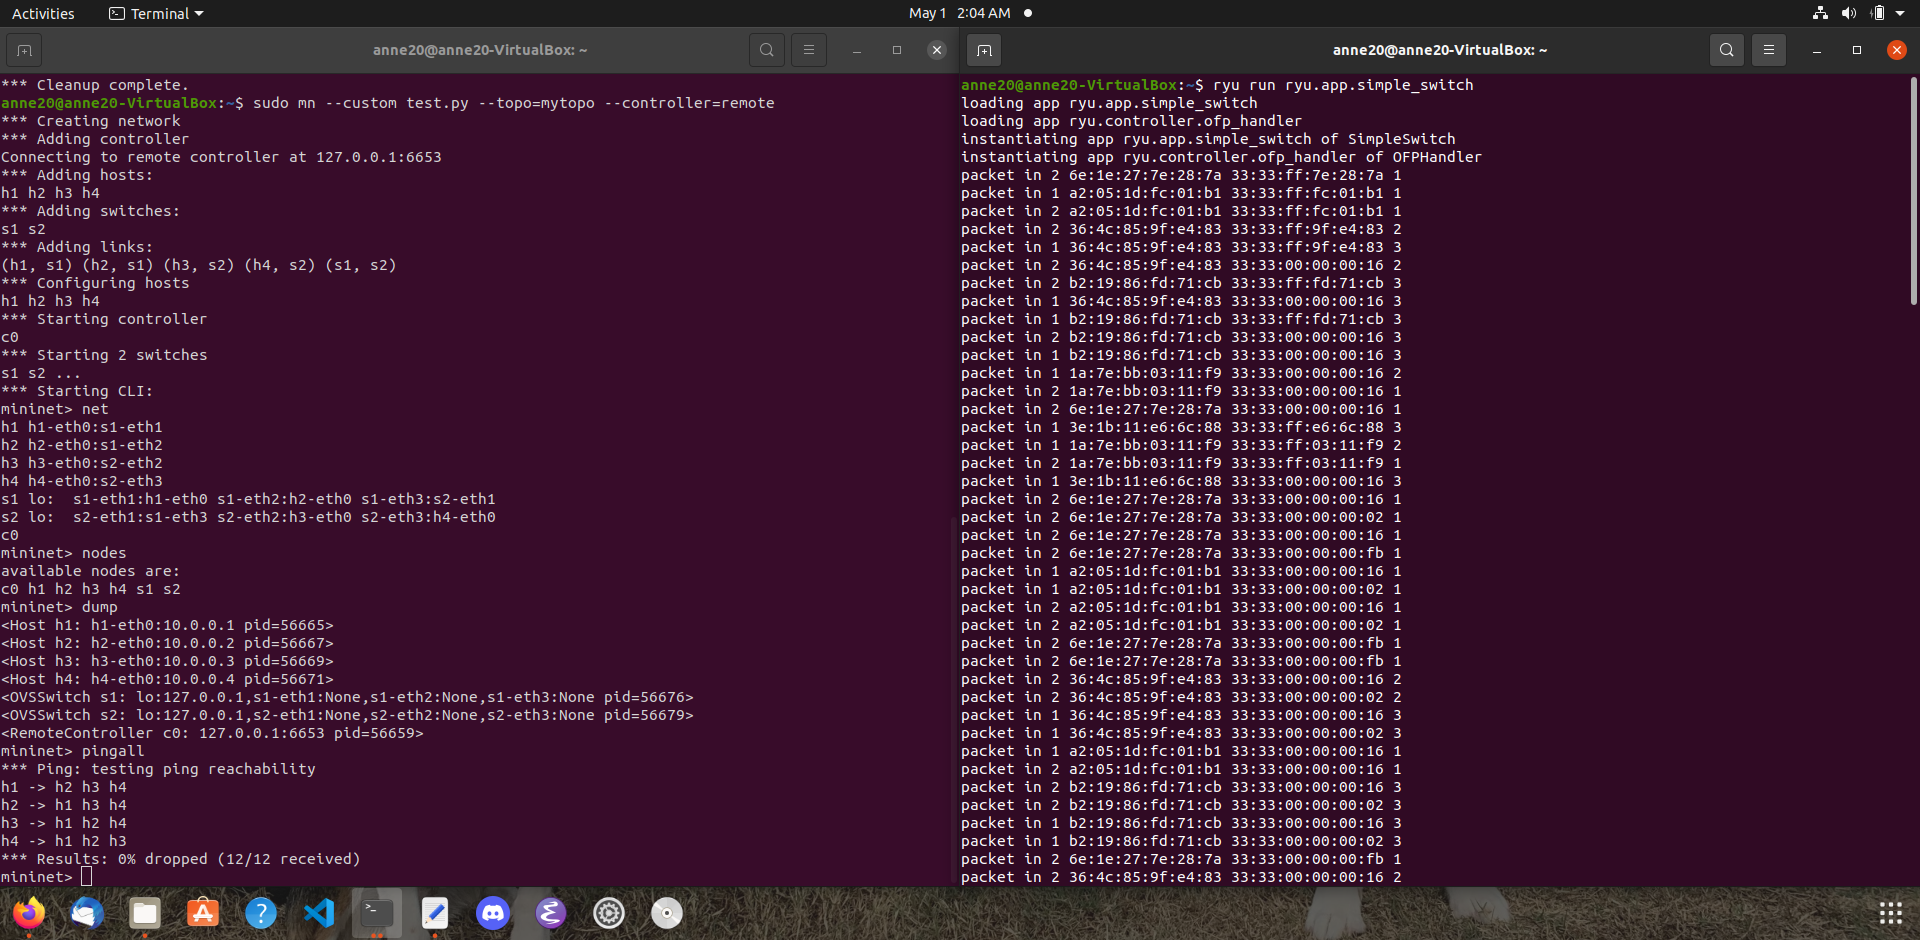 Activities
Terminal
May 1 2:04 AM
anne20@anne20-VirtualBox: ~
*** Cleanup complete.
anne20@anne20-VirtualBox:~$ sudo mn --custom test.py --topo=mytopo --controller=remote
*** Creating network
*** Adding controller
Connecting to remote controller at 127.0.0.1:6653
*** Adding hosts:
h1 h2 h3 h4
*** Adding switches:
s1 s2
*** Adding links:
(h1, s1) (h2, s1) (h3, s2) (h4, s2) (s1, s2)
*** Configuring hosts
h1 h2 h3 h4
*** Starting controller
c0
*** Starting 2 switches
s1 s2 ...
*** Starting CLI:
mininet> net
h1 h1-eth0:s1-eth1
h2 h2-eth0:s1-eth2
h3 h3-eth0:s2-eth2
h4 h4-eth0:s2-eth3
s1 lo:  s1-eth1:h1-eth0 s1-eth2:h2-eth0 s1-eth3:s2-eth1
s2 lo:  s2-eth1:s1-eth3 s2-eth2:h3-eth0 s2-eth3:h4-eth0
c0
mininet> nodes
available nodes are:
c0 h1 h2 h3 h4 s1 s2
mininet> dump
<Host h1: h1-eth0:10.0.0.1 pid=56665>
<Host h2: h2-eth0:10.0.0.2 pid=56667>
<Host h3: h3-eth0:10.0.0.3 pid=56669>
<Host h4: h4-eth0:10.0.0.4 pid=56671>
<OVSSwitch s1: lo:127.0.0.1,s1-eth1:None,s1-eth2:None,s1-eth3:None pid=56676>
<OVSSwitch s2: lo:127.0.0.1,s2-eth1:None,s2-eth2:None,s2-eth3:None pid=56679>
<RemoteController c0: 127.0.0.1:6653 pid=56659>
mininet> pingall
*** Ping: testing ping reachability
h1 -> h2 h3 h4
h2 -> h1 h3 h4
h3 -> h1 h2 h4
h4 -> h1 h2 h3
*** Results: 0% dropped (12/12 received)
mininet>
anne20@anne20-VirtualBox: ~
anne20@anne20-VirtualBox:~$ ryu run ryu.app.simple_switch
loading app ryu.app.simple_switch
loading app ryu.controller.ofp_handler
instantiating app ryu.app.simple_switch of SimpleSwitch
instantiating app ryu.controller.ofp_handler of OFPHandler
packet in 2 6e:1e:27:7e:28:7a 33:33:ff:7e:28:7a 1
packet in 1 a2:05:1d:fc:01:b1 33:33:ff:fc:01:b1 1
packet in 2 a2:05:1d:fc:01:b1 33:33:ff:fc:01:b1 1
packet in 2 36:4c:85:9f:e4:83 33:33:ff:9f:e4:83 2
packet in 1 36:4c:85:9f:e4:83 33:33:ff:9f:e4:83 3
packet in 2 36:4c:85:9f:e4:83 33:33:00:00:00:16 2
packet in 2 b2:19:86:fd:71:cb 33:33:ff:fd:71:cb 3
packet in 1 36:4c:85:9f:e4:83 33:33:00:00:00:16 3
packet in 1 b2:19:86:fd:71:cb 33:33:ff:fd:71:cb 3
packet in 2 b2:19:86:fd:71:cb 33:33:00:00:00:16 3
packet in 1 b2:19:86:fd:71:cb 33:33:00:00:00:16 3
packet in 1 1a:7e:bb:03:11:f9 33:33:00:00:00:16 2
packet in 2 1a:7e:bb:03:11:f9 33:33:00:00:00:16 1
packet in 2 6e:1e:27:7e:28:7a 33:33:00:00:00:16 1
packet in 1 3e:1b:11:e6:6c:88 33:33:ff:e6:6c:88 3
packet in 1 1a:7e:bb:03:11:f9 33:33:ff:03:11:f9 2
packet in 2 1a:7e:bb:03:11:f9 33:33:ff:03:11:f9 1
packet in 1 3e:1b:11:e6:6c:88 33:33:00:00:00:16 3
packet in 2 6e:1e:27:7e:28:7a 33:33:00:00:00:16 1
packet in 2 6e:1e:27:7e:28:7a 33:33:00:00:00:02 1
packet in 2 6e:1e:27:7e:28:7a 33:33:00:00:00:16 1
packet in 2 6e:1e:27:7e:28:7a 33:33:00:00:00:fb 1
packet in 1 a2:05:1d:fc:01:b1 33:33:00:00:00:16 1
packet in 1 a2:05:1d:fc:01:b1 33:33:00:00:00:02 1
packet in 2 a2:05:1d:fc:01:b1 33:33:00:00:00:16 1
packet in 2 a2:05:1d:fc:01:b1 33:33:00:00:00:02 1
packet in 2 6e:1e:27:7e:28:7a 33:33:00:00:00:fb 1
packet in 2 6e:1e:27:7e:28:7a 33:33:00:00:00:fb 1
packet in 2 36:4c:85:9f:e4:83 33:33:00:00:00:16 2
packet in 2 36:4c:85:9f:e4:83 33:33:00:00:00:02 2
packet in 1 36:4c:85:9f:e4:83 33:33:00:00:00:16 3
packet in 1 36:4c:85:9f:e4:83 33:33:00:00:00:02 3
packet in 1 a2:05:1d:fc:01:b1 33:33:00:00:00:16 1
packet in 2 a2:05:1d:fc:01:b1 33:33:00:00:00:16 1
packet in 2 b2:19:86:fd:71:cb 33:33:00:00:00:16 3
packet in 2 b2:19:86:fd:71:cb 33:33:00:00:00:02 3
packet in 1 b2:19:86:fd:71:cb 33:33:00:00:00:16 3
packet in 1 b2:19:86:fd:71:cb 33:33:00:00:00:02 3
packet in 2 6e:1e:27:7e:28:7a 33:33:00:00:00:fb 1
packet in 2 36:4c:85:9f:e4:83 33:33:00:00:00:16 2